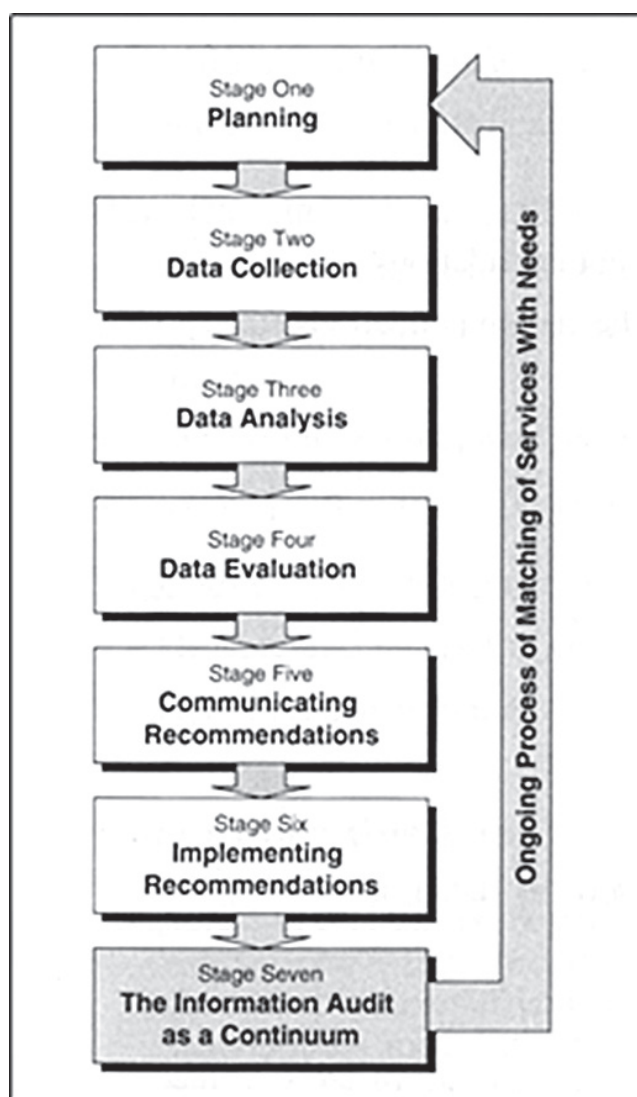 Stage One
Planning
Stage Two
Data Collection
Stage Three
Data Analysis
Stage Four
Data Evaluation
Stage Five
Communicating
Recommendations
Stage Six
Implementing
Recommendations
Stage Seven
The Information Audit
as a Continuum
Ongoing Process of Matching of Services With Needs